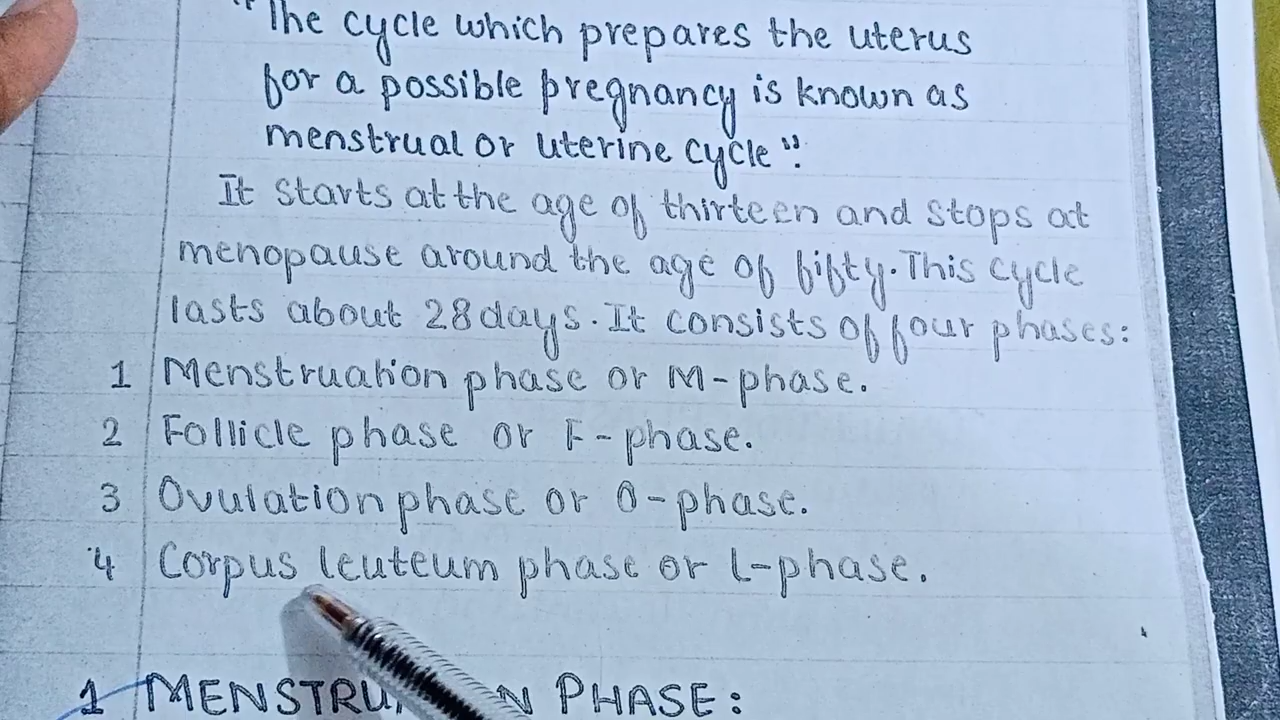 "The cycle which prepares the uterus
for a possible pregnancy is known as
menstrual or uterine cycle".
It starts at the age of thirteen and stops at
menopause around the age of fifty. This cycle
lasts about 28 days. It consists of four phases:
1 Menstruation phase or M-phase.
2 Follicle phase or F-phase.
3 Ovulation phase or O-phase.
4 Corpus leuteum phase or L-phase.
1 PHASE: